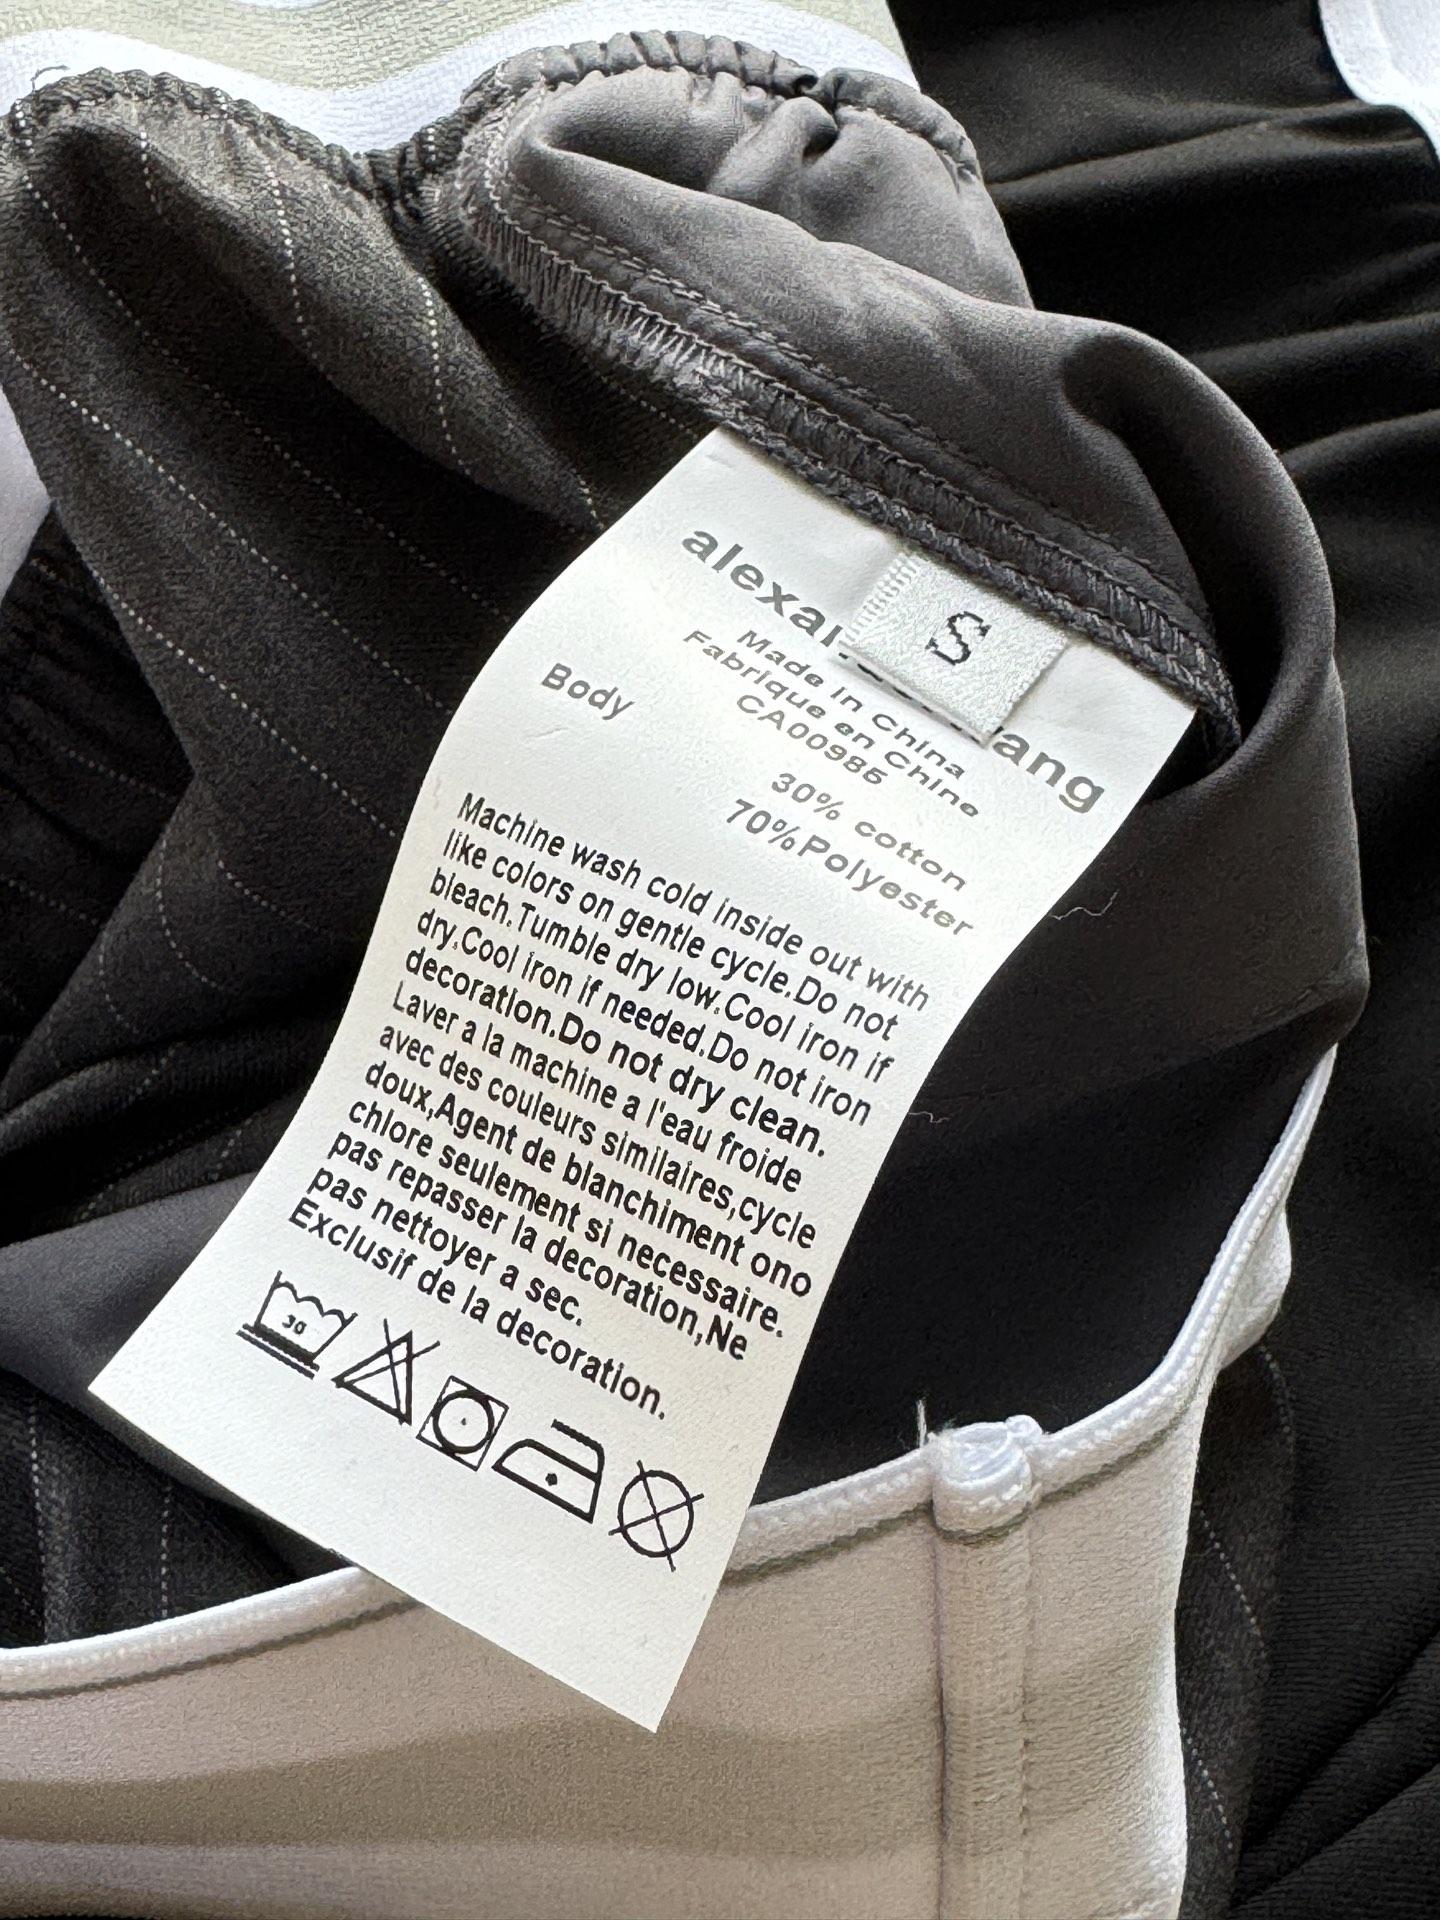 S
alexa ang
Made in China
Fabrique en Chine
CA00985
Body
30% cotton
70%Polyester
Machine wash cold inside out with
like colors on gentle cycle.Do not
bleach.Tumble dry low.Cool iron if
dry.Cool iron if needed.Do not iron
decoration.Do not dry clean.
Laver a la machine a l'eau froide
avec des couleurs similaires,cycle
doux,Agent de blanchiment ono
chlore seulement si necessaire.
pas repasser la decoration,Ne
pas nettoyer a sec.
Exclusif de la decoration.
30